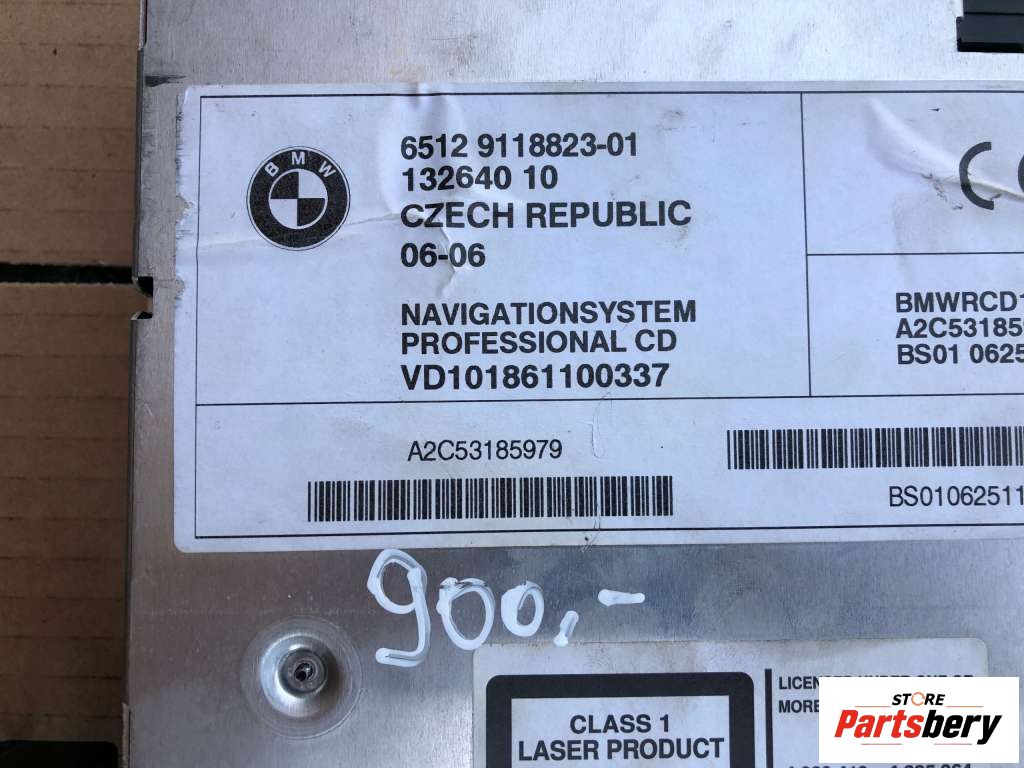 BMW
6512 9118823-01
132640 10
CZECH REPUBLIC
06-06
NAVIGATIONSYSTEM
PROFESSIONAL CD
VD101861100337
C
BMWRCD1
A2C53185
BS01 0625
A2C53185979
BS01062511
900,-
CLASS 1
LASER PRODUCT
MORE
STORE
Partsbery